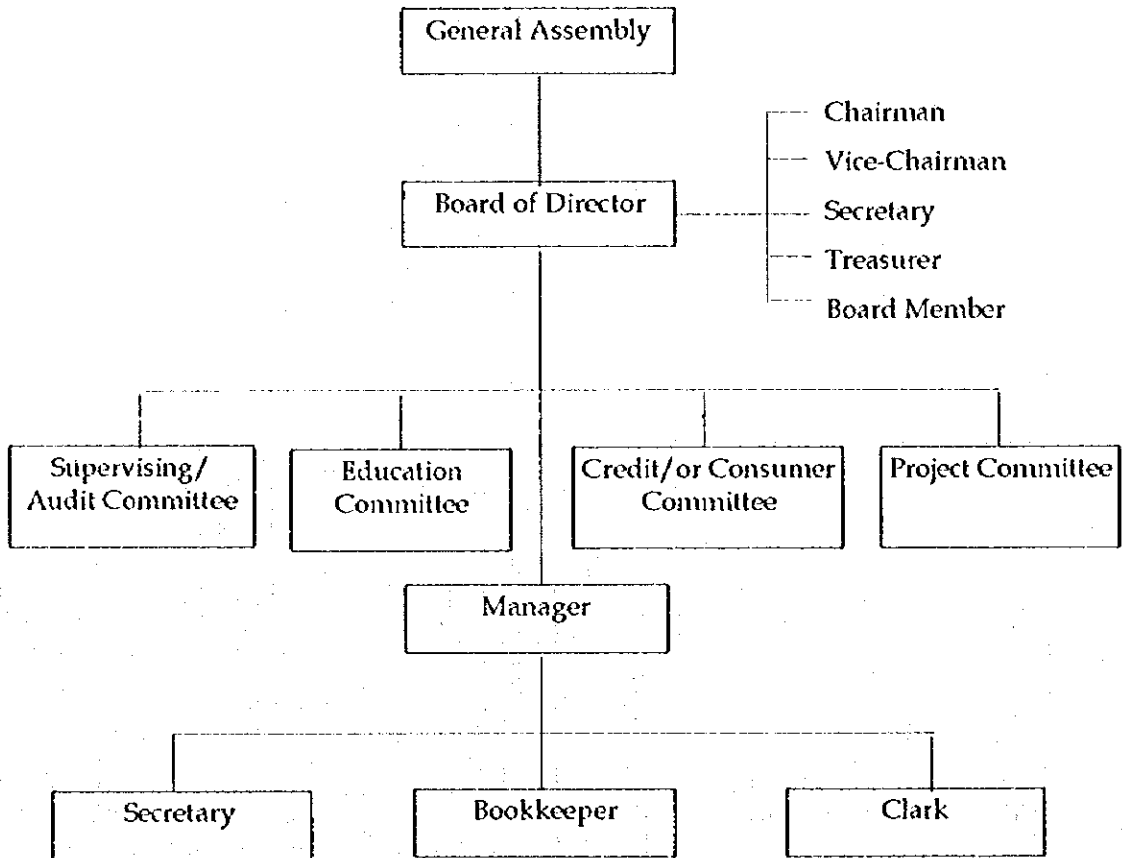 General Assembly
Chairman
Vice-Chairman
Board of Director
Secretary
Treasurer
Board Member
Supervising/
Audit Committee
Education
Committee
Credit/or Consumer
Committee
Project Committee
Manager
Secretary
Bookkeeper
Clark